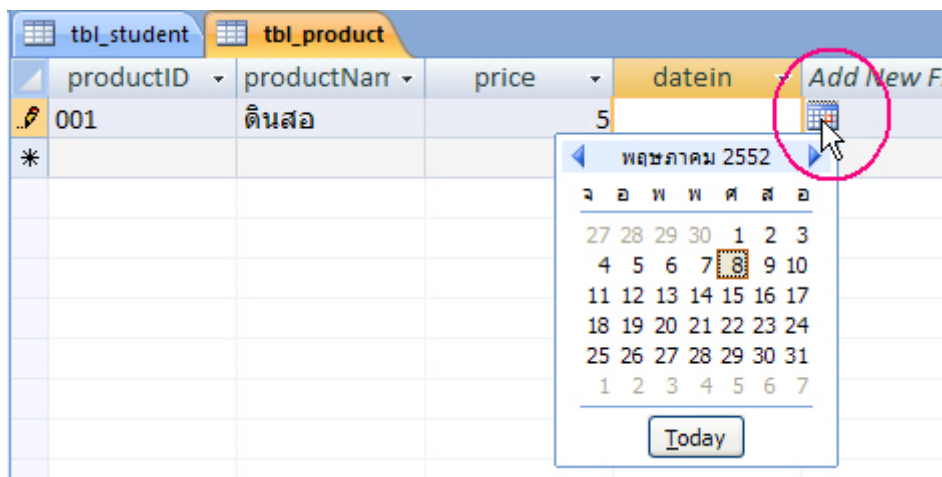 tbl_student tbl_product
productID productNam price datein Add New F
001 ดินสอ 5
พฤษภาคม 2552
จ อ พ พ ศ ส อ
27 28 29 30 1 2 3
4 5 6 7 8 9 10
11 12 13 14 15 16 17
18 19 20 21 22 23 24
25 26 27 28 29 30 31
1 2 3 4 5 6 7
Today